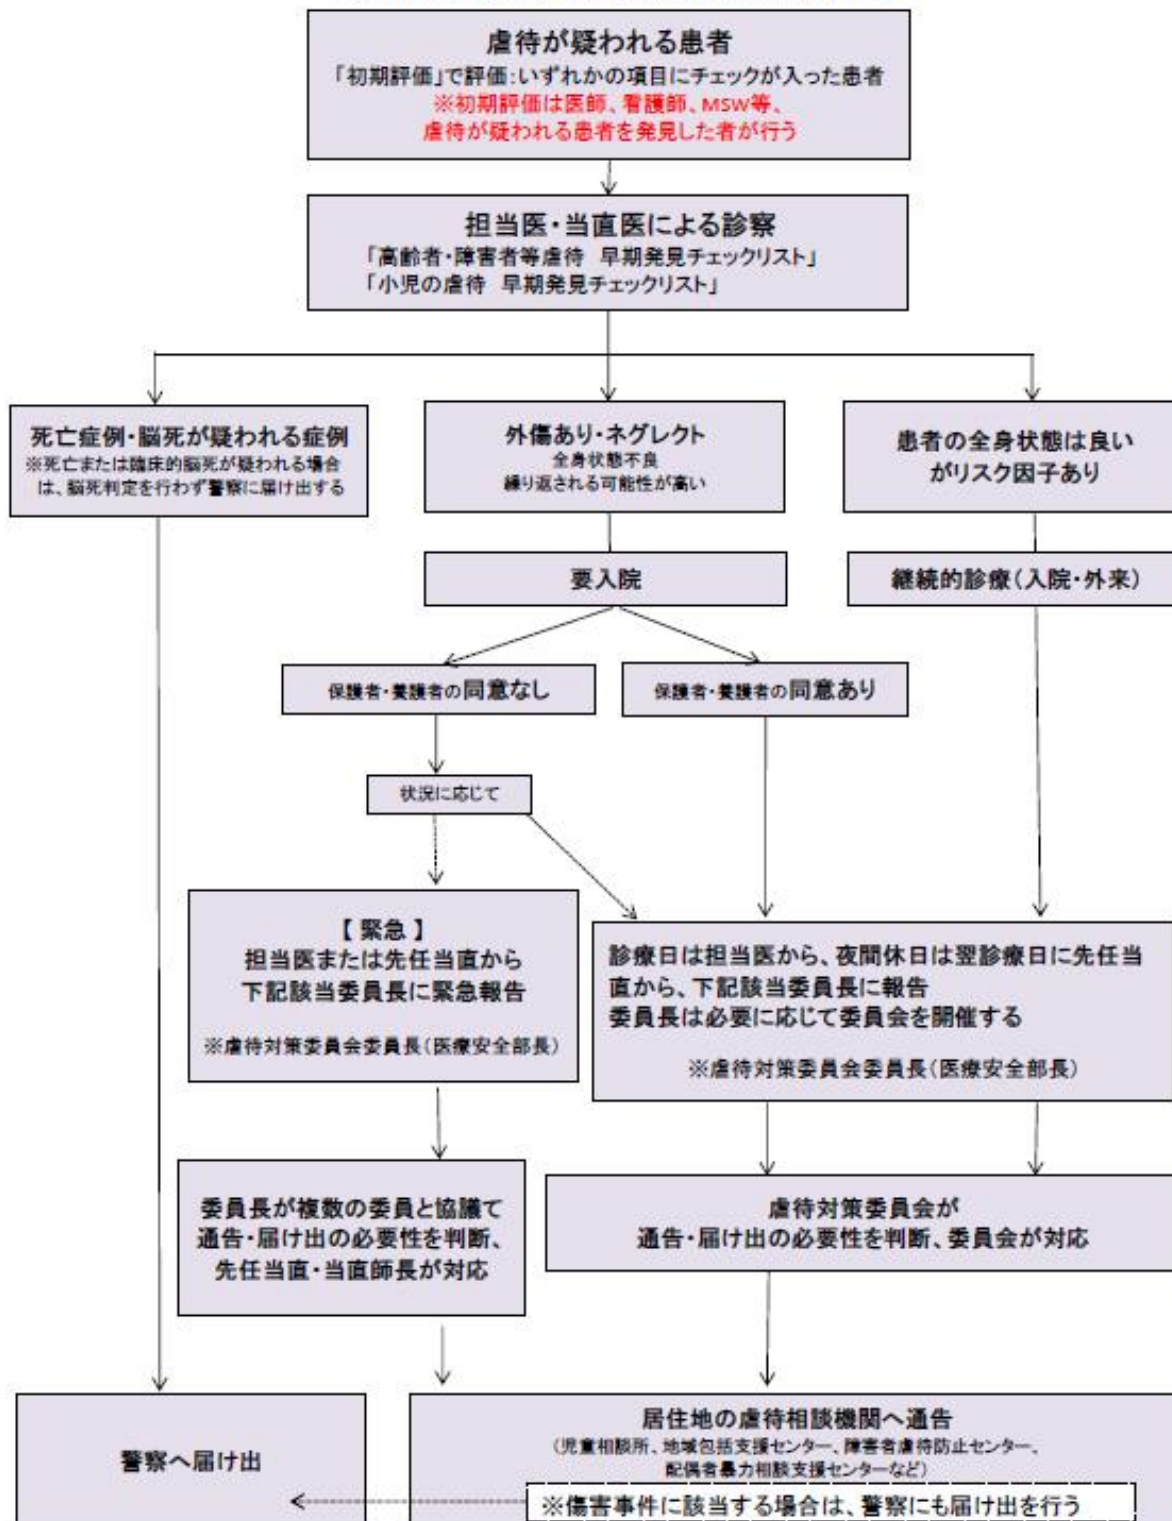 虐待が疑われる患者
「初期評価」で評価:いずれかの項目にチェックが入った患者
※初期評価は医師、看護師、MSW等、
虐待が疑われる患者を発見した者が行う
担当医・当直医による診察
「高齢者・障害者等虐待 早期発見チェックリスト」
「小児の虐待 早期発見チェックリスト」
死亡症例・脳死が疑われる症例
※死亡または臨床的脳死が疑われる場合
は、脳死判定を行わず警察に届け出する
外傷あり・ネグレクト
全身状態不良
繰り返される可能性が高い
患者の全身状態は良い
がリスク因子あり
要入院
継続的診療(入院・外来)
保護者・養護者の同意なし
保護者・養護者の同意あり
状況に応じて
【 緊急 】
担当医または先任当直から
下記該当委員長に緊急報告
※虐待対策委員会委員長(医療安全部長)
診療日は担当医から、夜間休日は翌診療日に先任当
直から、下記該当委員長に報告
委員長は必要に応じて委員会を開催する
※虐待対策委員会委員長(医療安全部長)
委員長が複数の委員と協議て
通告・届け出の必要性を判断、
先任当直・当直師長が対応
虐待対策委員会が
通告・届け出の必要性を判断、委員会が対応
警察へ届け出
居住地の虐待相談機関へ通告
(児童相談所、地域包括支援センター、障害者虐待防止センター、
配偶者暴力相談支援センターなど)
※傷害事件に該当する場合は、警察にも届け出を行う